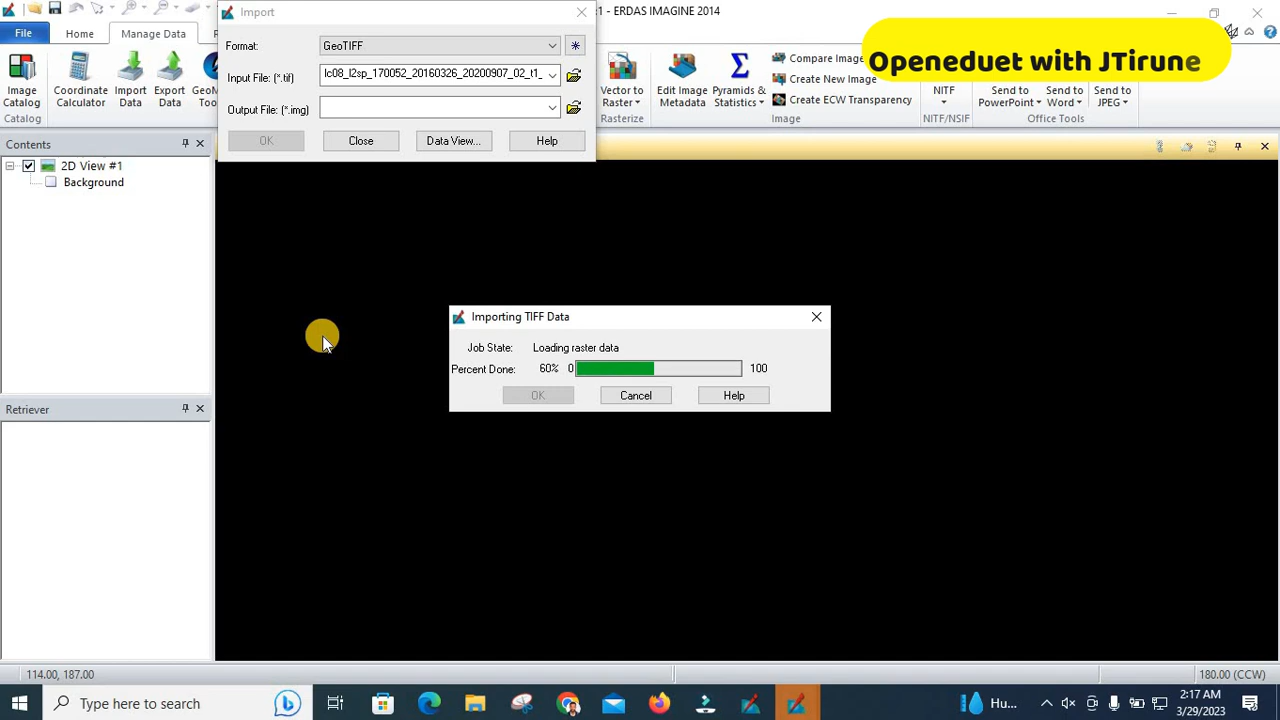 Import
1 - ERDAS IMAGINE 2014
File
Home
Manage Data
Openeduet with JTirune
Format:
GeoTIFF
Input File: (*.tif)
lc08_l2sp_170052_20160326_20200907_02_t1_
Output File: (*.img)
OK
Close
Data View...
Help
Image Catalog
Coordinate Calculator
Import Data
Export Data
Catalog
Vector to Raster
Rasterize
Edit Image Metadata
Pyramids & Statistics
Compare Image
Create New Image
Create ECW Transparency
Image
NITF
NITF/NSIF
Send to PowerPoint
Send to Word
Send to JPEG
Office Tools
Contents
2D View #1
Background
Retriever
Importing TIFF Data
Job State:
Loading raster data
Percent Done:
60%
0
100
OK
Cancel
Help
114.00, 187.00
180.00 (CCW)
Type here to search
Hu...
2:17 AM
3/29/2023